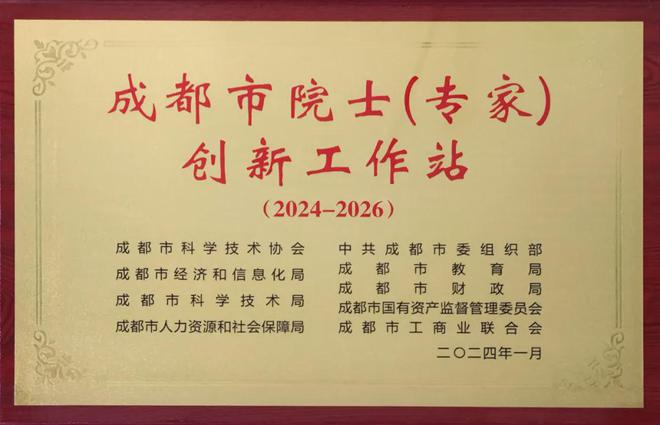 成都市院士(专家)
创新工作站
(2024-2026)
成都市科学技术协会
成都市经济和信息化局
成都市科学技术局
成都市人力资源和社会保障局
中共成都市委组织部
成都市教育局
成都市财政局
成都市国有资产监督管理委员会
成都市工商业联合会
二〇二四年一月